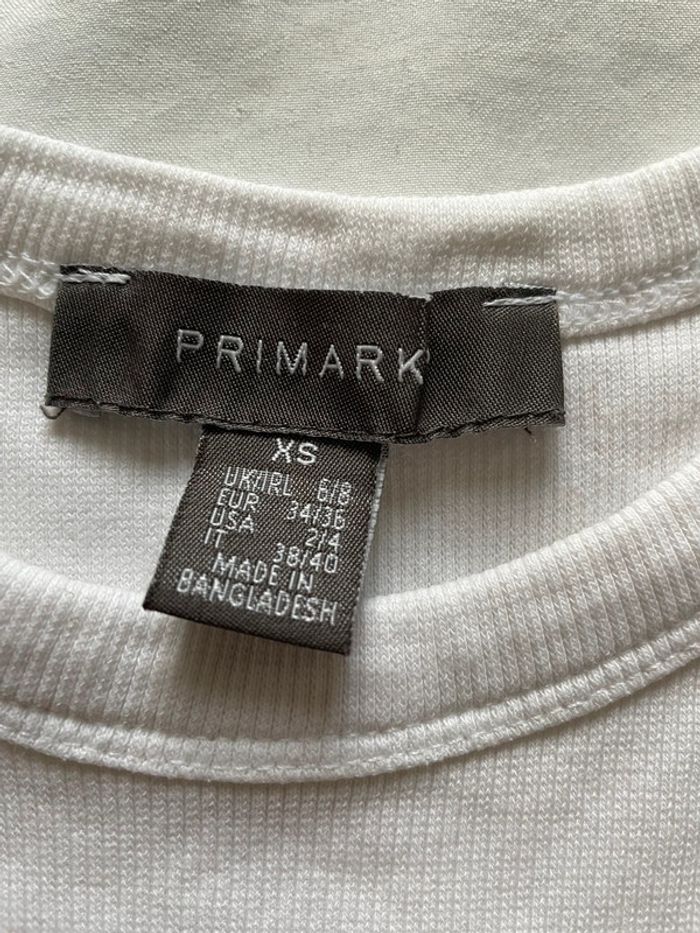 PRIMARK
XS
UK/IRL 6/8
EUR 34/36
USA 2/4
IT 38/40
MADE IN
BANGLADESH